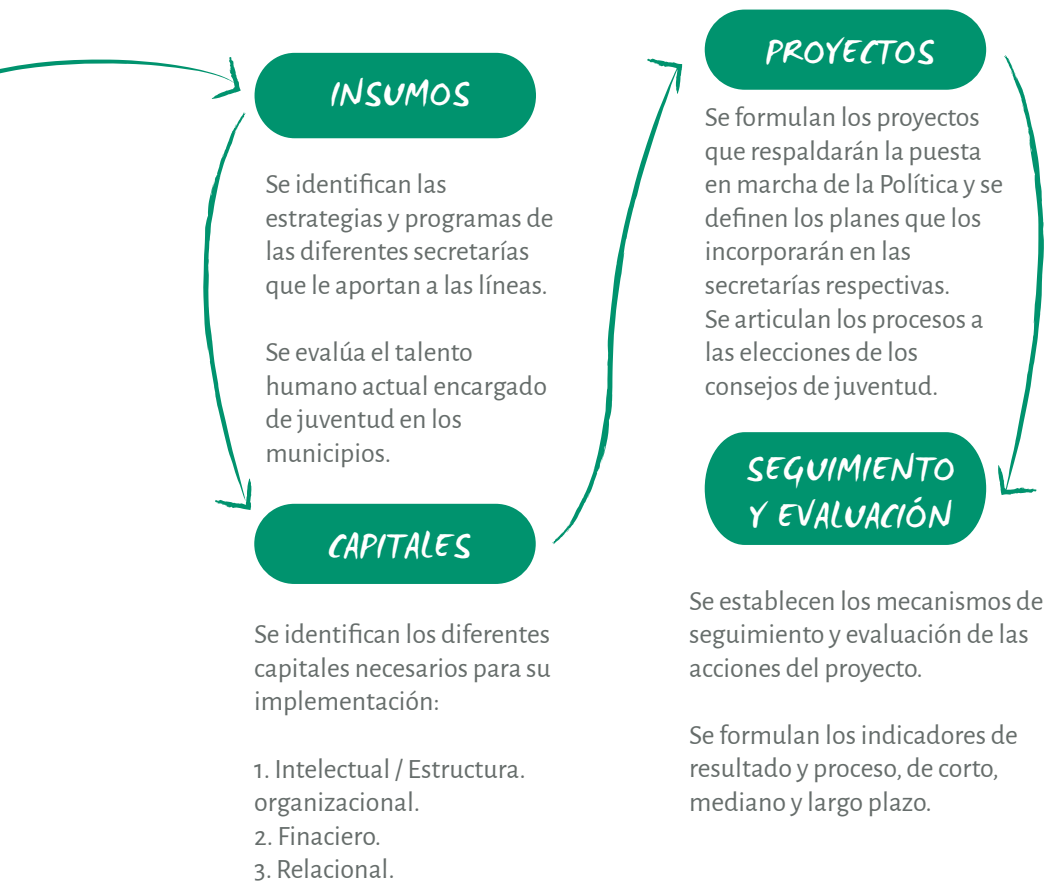 INSUMOS
Se identifican las
estrategias y programas de
las diferentes secretarías
que le aportan a las líneas.
Se evalúa el talento
humano actual encargado
de juventud en los
municipios.
CAPITALES
Se identifican los diferentes
capitales necesarios para su
implementación:
1. Intelectual / Estructura.
organizacional.
2. Finaciero.
3. Relacional.
PROYECTOS
Se formulan los proyectos
que respaldarán la puesta
en marcha de la Política y se
definen los planes que los
incorporarán en las
secretarías respectivas.
Se articulan los procesos a
las elecciones de los
consejos de juventud.
SEGUIMIENTO
Y EVALUACIÓN
Se establecen los mecanismos de
seguimiento y evaluación de las
acciones del proyecto.
Se formulan los indicadores de
resultado y proceso, de corto,
mediano y largo plazo.